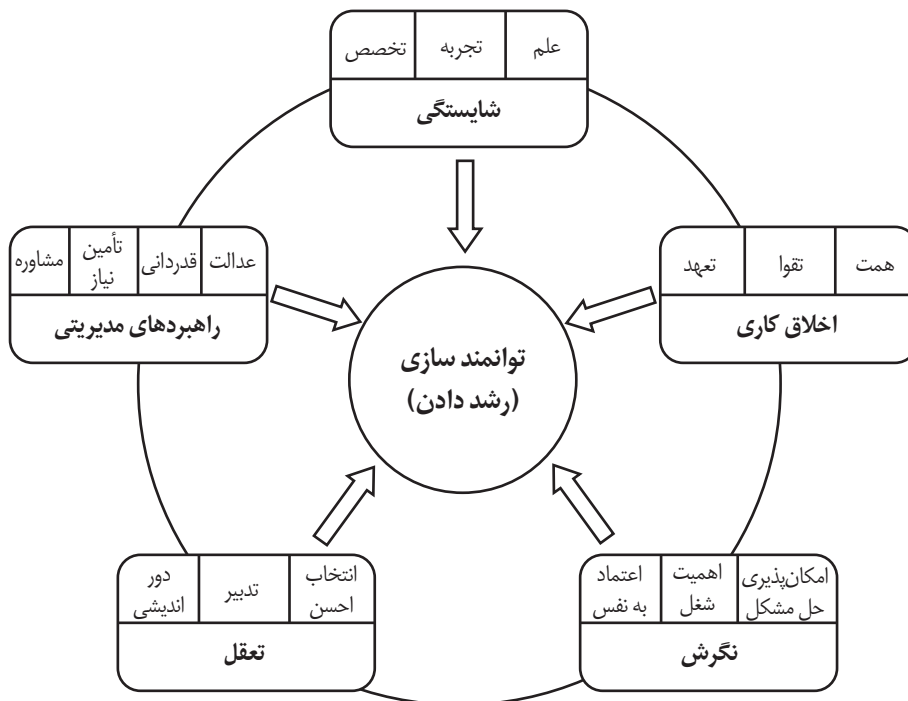 علم تجربه تخصص
شایستگی
همت تقوا تعهد
اخلاق کاری
عدالت قدردانی تأمین نیاز مشاوره
راهبردهای مدیریتی
توانمند سازی
(رشد دادن)
امکان‌پذیری حل مشکل اهمیت شغل اعتماد به نفس
نگرش
انتخاب احسن تدبیر دور اندیشی
تعقل